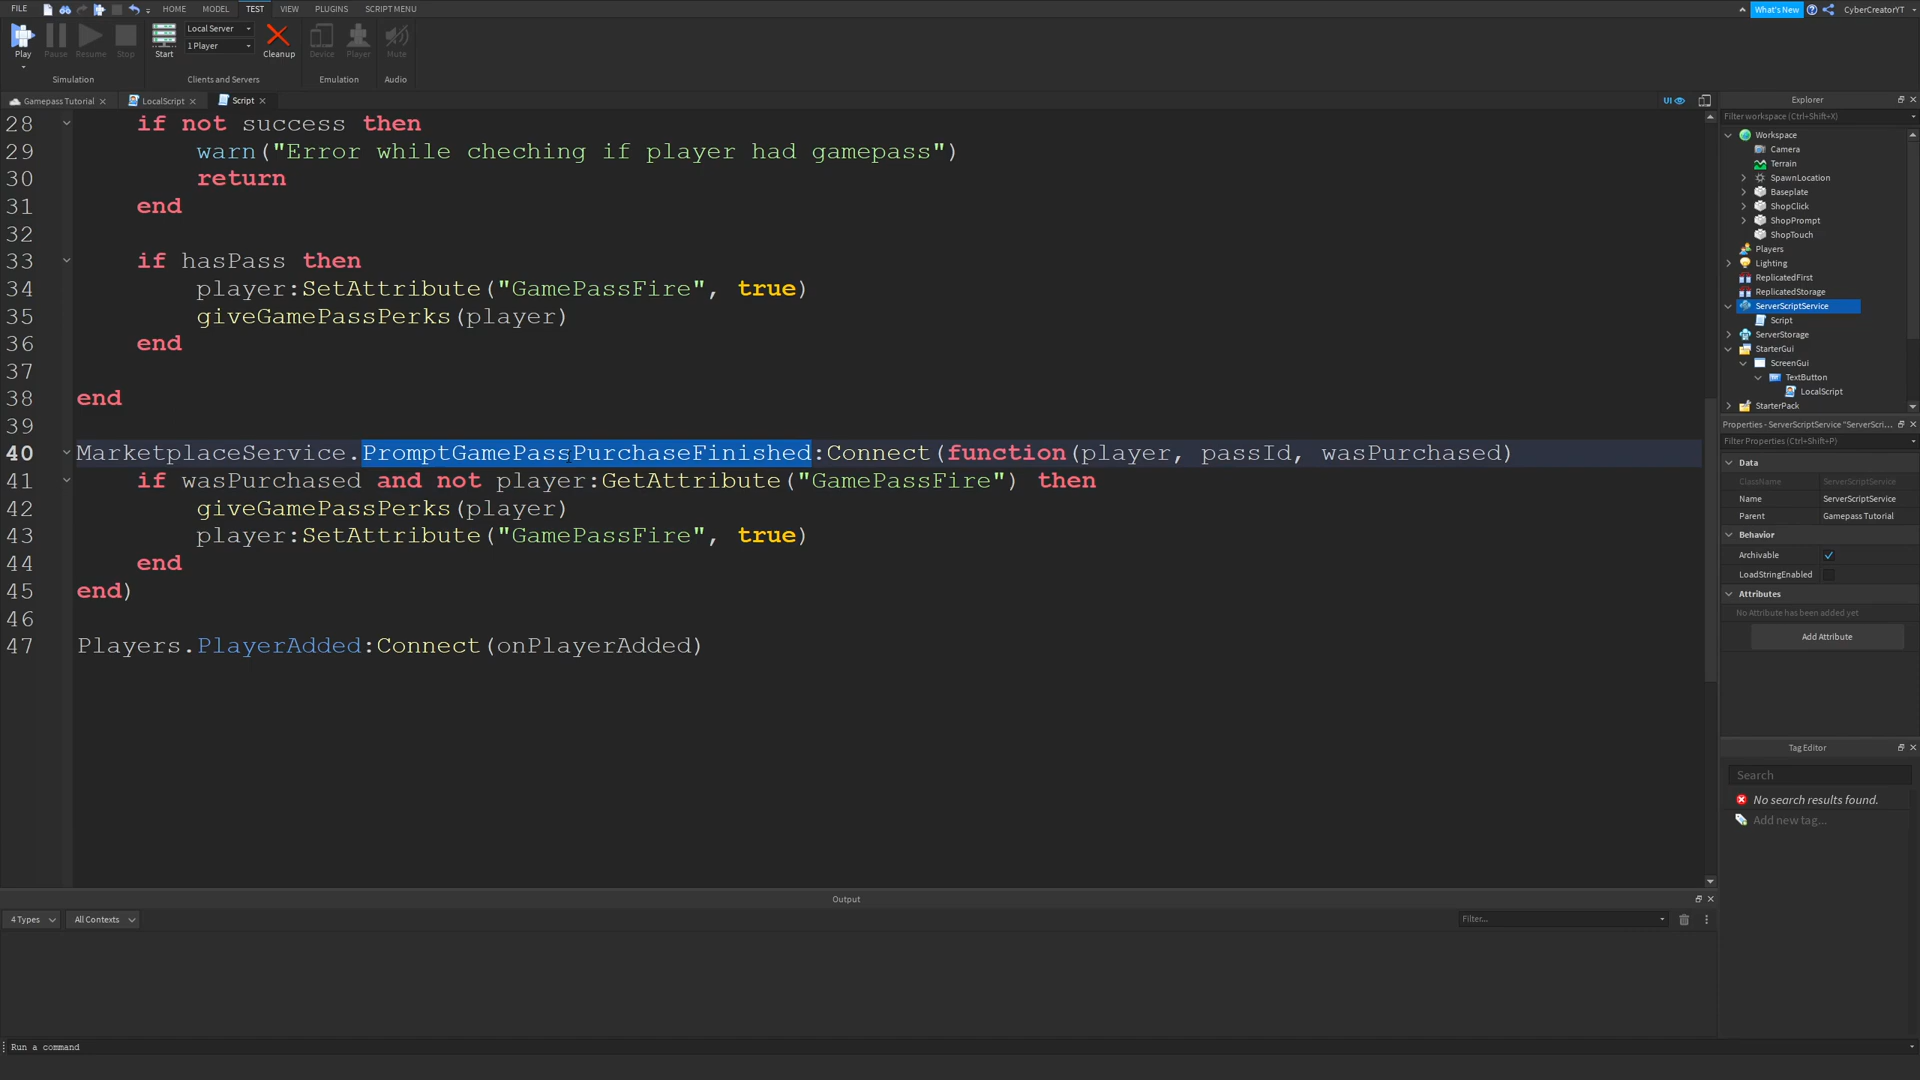 FILE HOME MODEL TEST VIEW PLUGINS SCRIPT MENU What's New CyberCreatorYT
Play Pause Resume Stop Start Local Server 1 Player Cleanup Device Player Mute
Simulation Clients and Servers Emulation Audio
Gamepass Tutorial LocalScript Script UI
28 if not success then
29 warn("Error while cheching if player had gamepass")
30 return
31 end
32
33 if hasPass then
34 player:SetAttribute("GamePassFire", true)
35 giveGamePassPerks(player)
36 end
37
38 end
39
40 MarketplaceService.PromptGamePassPurchaseFinished:Connect(function(player, passId, wasPurchased)
41 if wasPurchased and not player:GetAttribute("GamePassFire") then
42 giveGamePassPerks(player)
43 player:SetAttribute("GamePassFire", true)
44 end
45 end)
46
47 Players.PlayerAdded:Connect(onPlayerAdded)
Explorer
Filter workspace (Ctrl+Shift+X)
Workspace
Camera
Terrain
SpawnLocation
Baseplate
ShopClick
ShopPrompt
ShopTouch
Players
Lighting
ReplicatedFirst
ReplicatedStorage
ServerScriptService
Script
ServerStorage
StarterGui
ScreenGui
TextButton
LocalScript
StarterPack
Properties - ServerScriptService "ServerScri...
Filter Properties (Ctrl+Shift+P)
Data
ClassName ServerScriptService
Name ServerScriptService
Parent Gamepass Tutorial
Behavior
Archivable
LoadStringEnabled
Attributes
No Attribute has been added yet
Add Attribute
Tag Editor
Search
No search results found.
Add new tag...
Output
4 Types All Contexts Filter...
Run a command